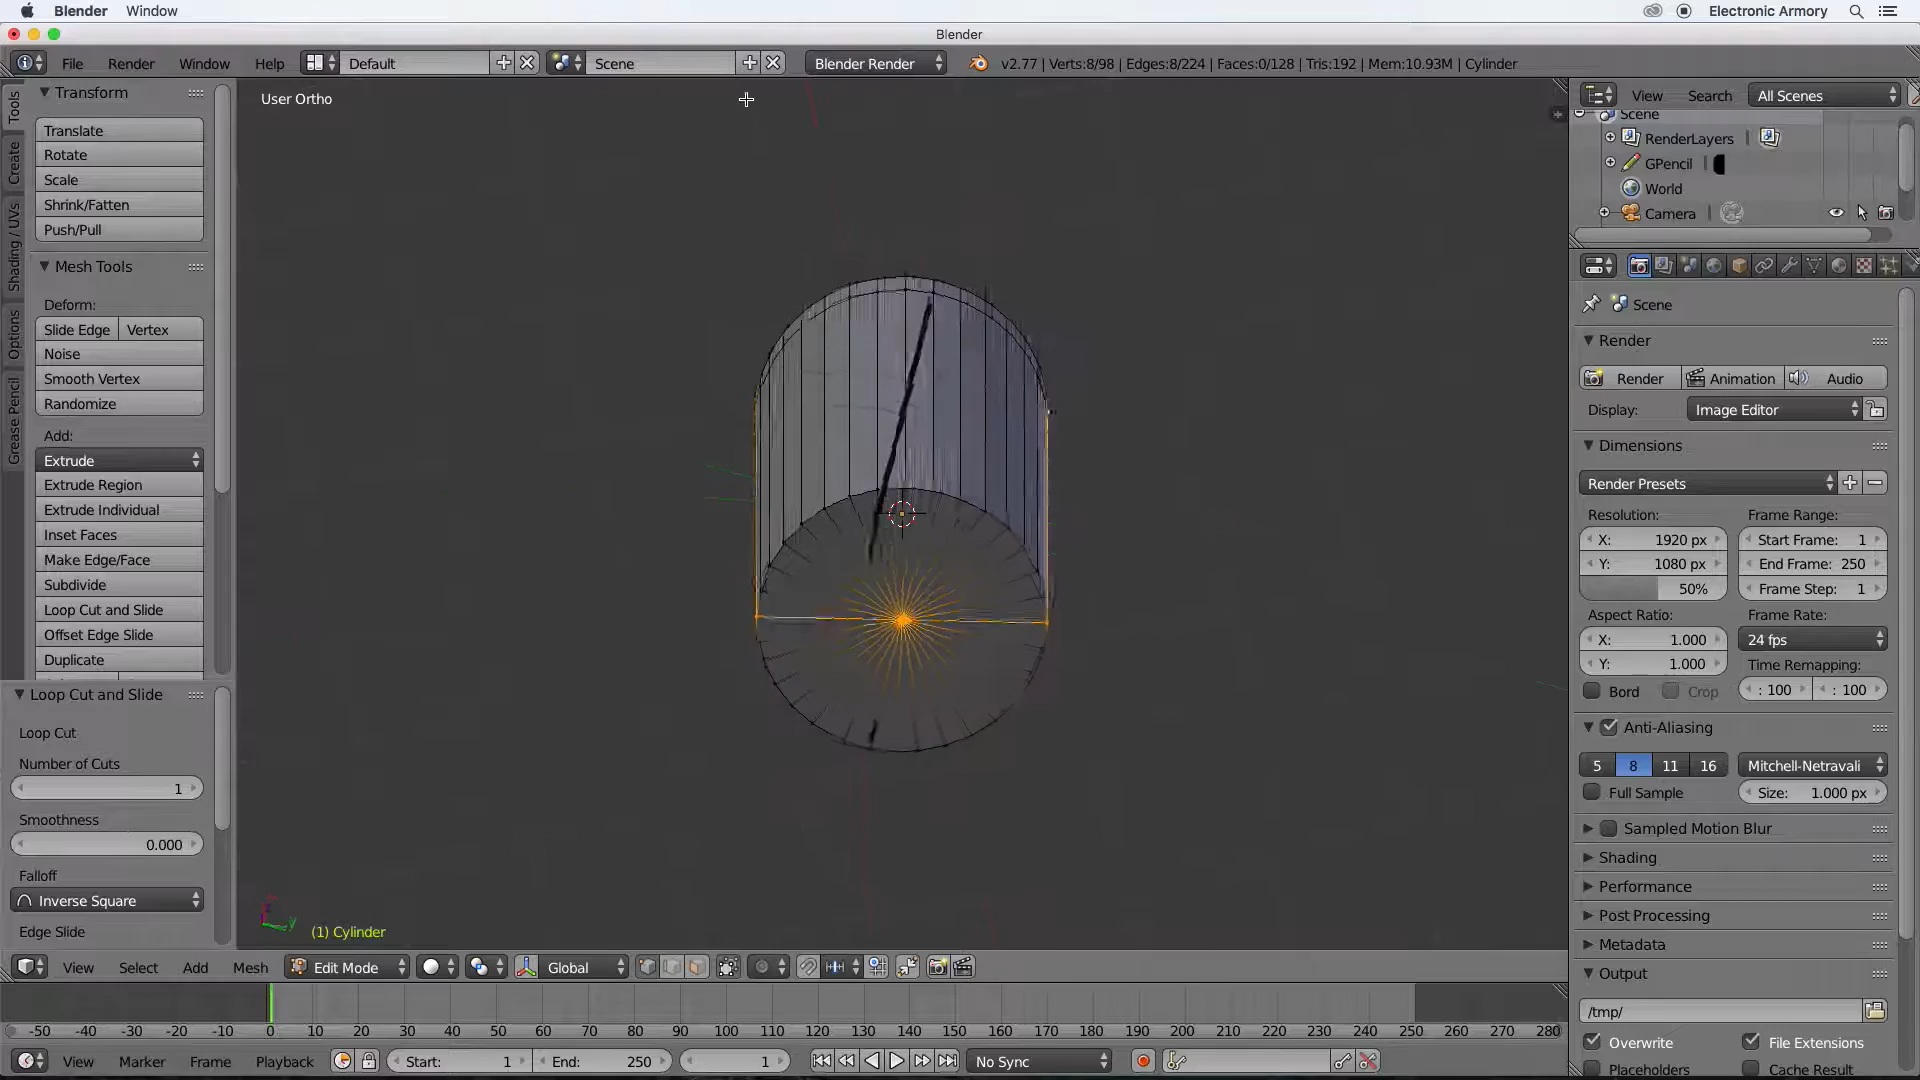 Blender Window Electronic Armory
Blender
File Render Window Help Default Scene Blender Render v2.77 | Verts:8/98 | Edges:8/224 | Faces:0/128 | Tris:192 | Mem:10.93M | Cylinder
Tools
Create
Shading / UVs
Options
Grease Pencil
Transform
Translate
Rotate
Scale
Shrink/Fatten
Push/Pull
Mesh Tools
Deform:
Slide Edge Vertex
Noise
Smooth Vertex
Randomize
Add:
Extrude
Extrude Region
Extrude Individual
Inset Faces
Make Edge/Face
Subdivide
Loop Cut and Slide
Offset Edge Slide
Duplicate
Loop Cut and Slide
Loop Cut
Number of Cuts
1
Smoothness
0.000
Falloff
Inverse Square
Edge Slide
User Ortho
(1) Cylinder
View Select Add Mesh Edit Mode Global
-50 -40 -30 -20 -10 0 10 20 30 40 50 60 70 80 90 100 110 120 130 140 150 160 170 180 190 200 210 220 230 240 250 260 270 280
View Marker Frame Playback Start: 1 End: 250 1 No Sync
View Search All Scenes
Scene
RenderLayers
GPencil
World
Camera
Scene
Render
Render Animation Audio
Display: Image Editor
Dimensions
Render Presets
Resolution: Frame Range:
X: 1920 px Start Frame: 1
Y: 1080 px End Frame: 250
50% Frame Step: 1
Aspect Ratio: Frame Rate:
X: 1.000 24 fps
Y: 1.000 Time Remapping:
Bord Crop : 100 : 100
Anti-Aliasing
5 8 11 16 Mitchell-Netravali
Full Sample Size: 1.000 px
Sampled Motion Blur
Shading
Performance
Post Processing
Metadata
Output
/tmp/
Overwrite File Extensions
Placeholders Cache Result